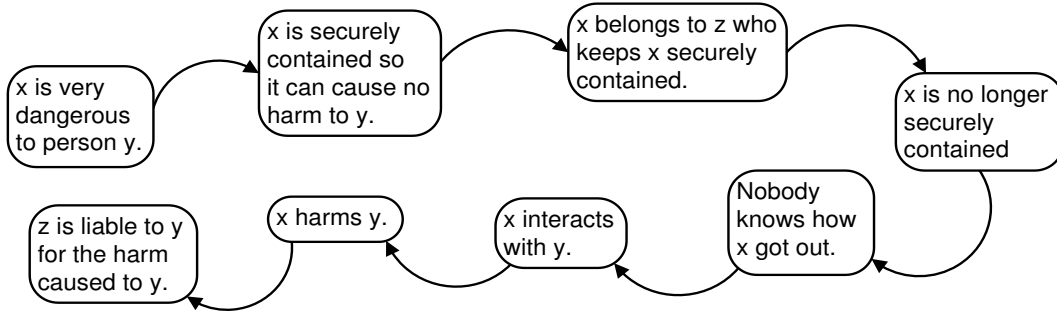 x is very
dangerous
to person y.
x is securely
contained so
it can cause no
harm to y.
x belongs to z who
keeps x securely
contained.
x is no longer
securely
contained
Nobody
knows how
x got out.
x interacts
with y.
x harms y.
z is liable to y
for the harm
caused to y.